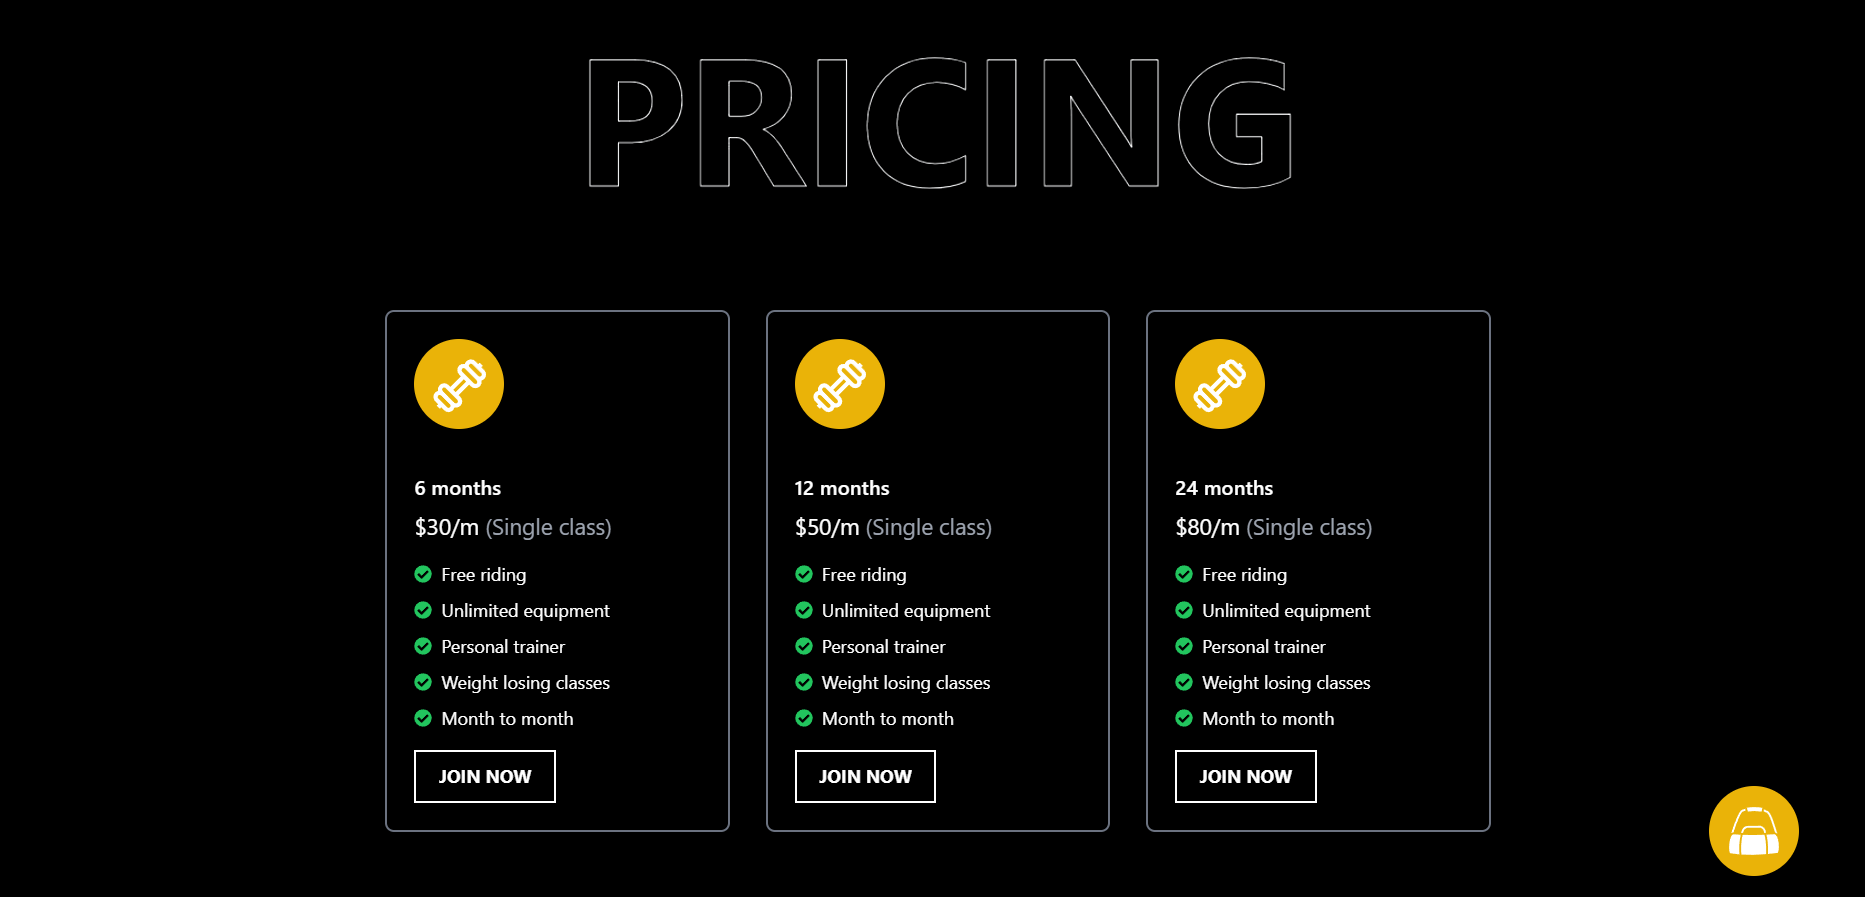 PRICING
6 months
$30/m (Single class)
Free riding
Unlimited equipment
Personal trainer
Weight losing classes
Month to month
JOIN NOW
12 months
$50/m (Single class)
Free riding
Unlimited equipment
Personal trainer
Weight losing classes
Month to month
JOIN NOW
24 months
$80/m (Single class)
Free riding
Unlimited equipment
Personal trainer
Weight losing classes
Month to month
JOIN NOW